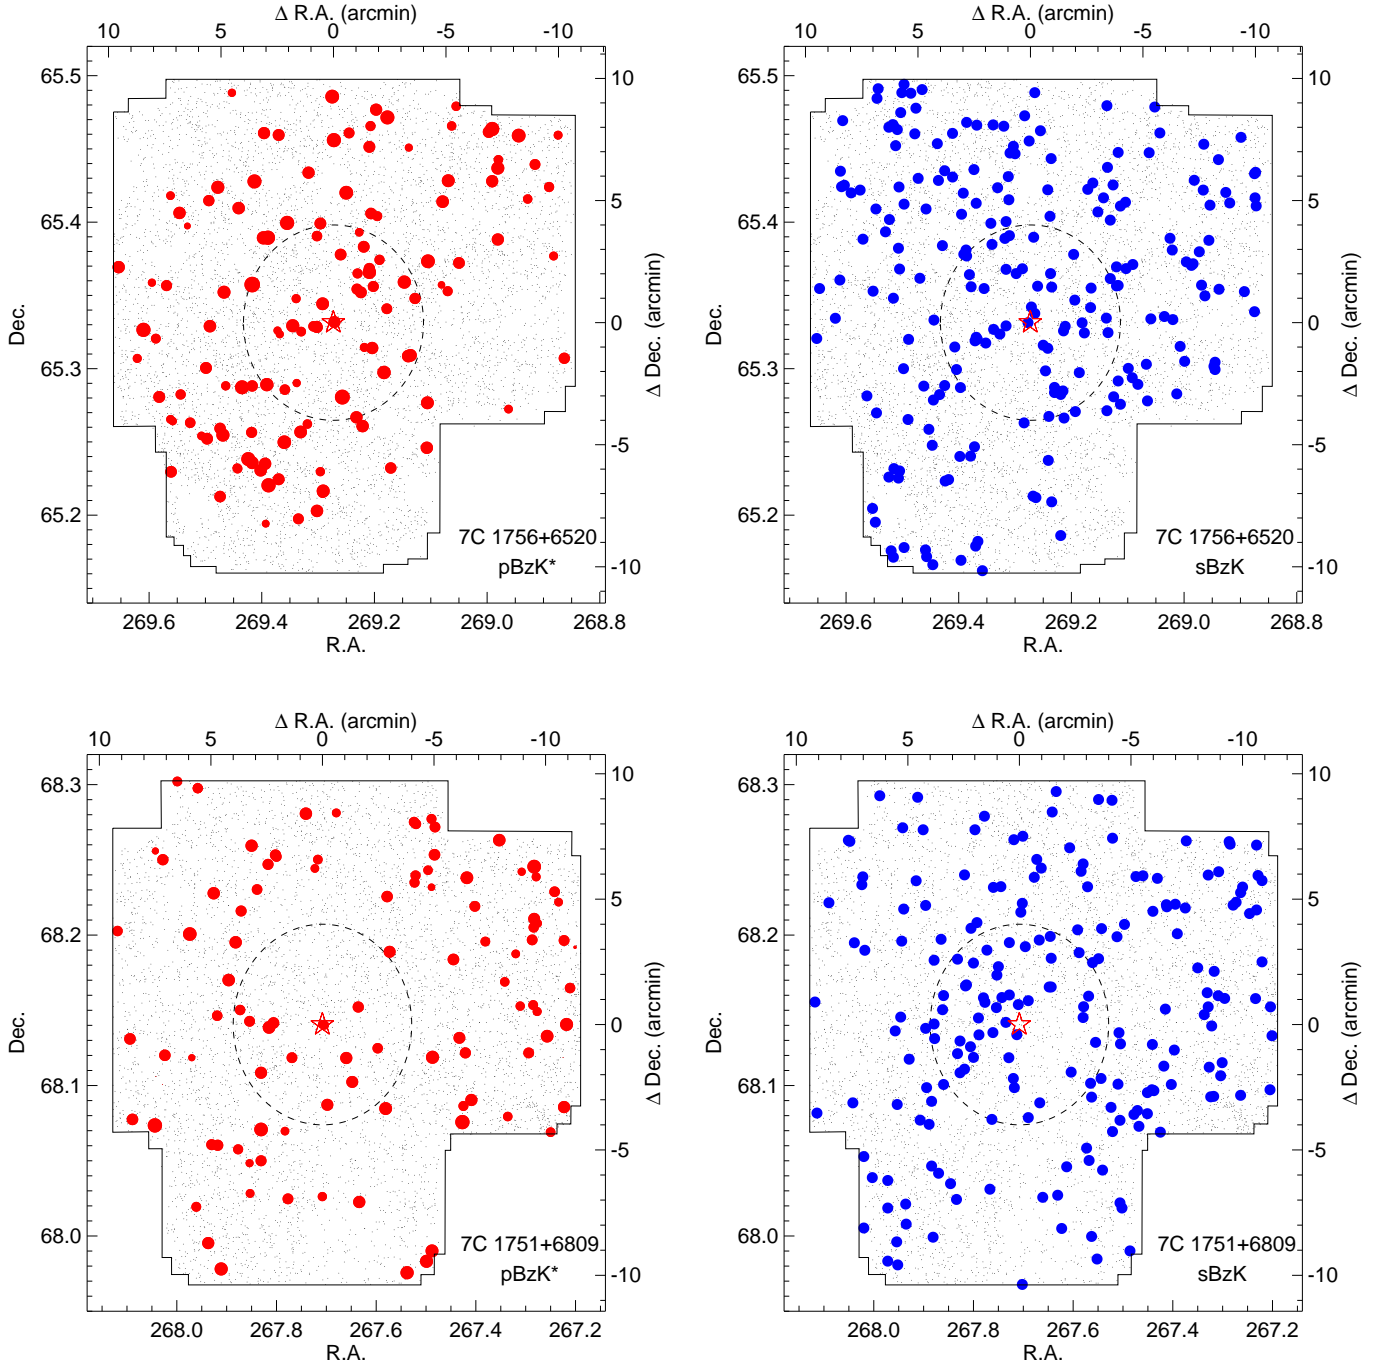 Δ R.A. (arcmin)
10 5 0 -5 -10
65.5
65.4
65.3
65.2
Dec.
10
5
0
-5
-10
Δ Dec. (arcmin)
7C 1756+6520
pBzK*
269.6 269.4 269.2 269.0 268.8
R.A.
Δ R.A. (arcmin)
10 5 0 -5 -10
65.5
65.4
65.3
65.2
Dec.
10
5
0
-5
-10
Δ Dec. (arcmin)
7C 1756+6520
sBzK
269.6 269.4 269.2 269.0 268.8
R.A.
Δ R.A. (arcmin)
10 5 0 -5 -10
68.3
68.2
68.1
68.0
Dec.
10
5
0
-5
-10
Δ Dec. (arcmin)
7C 1751+6809
pBzK*
268.0 267.8 267.6 267.4 267.2
R.A.
Δ R.A. (arcmin)
10 5 0 -5 -10
68.3
68.2
68.1
68.0
Dec.
10
5
0
-5
-10
Δ Dec. (arcmin)
7C 1751+6809
sBzK
268.0 267.8 267.6 267.4 267.2
R.A.